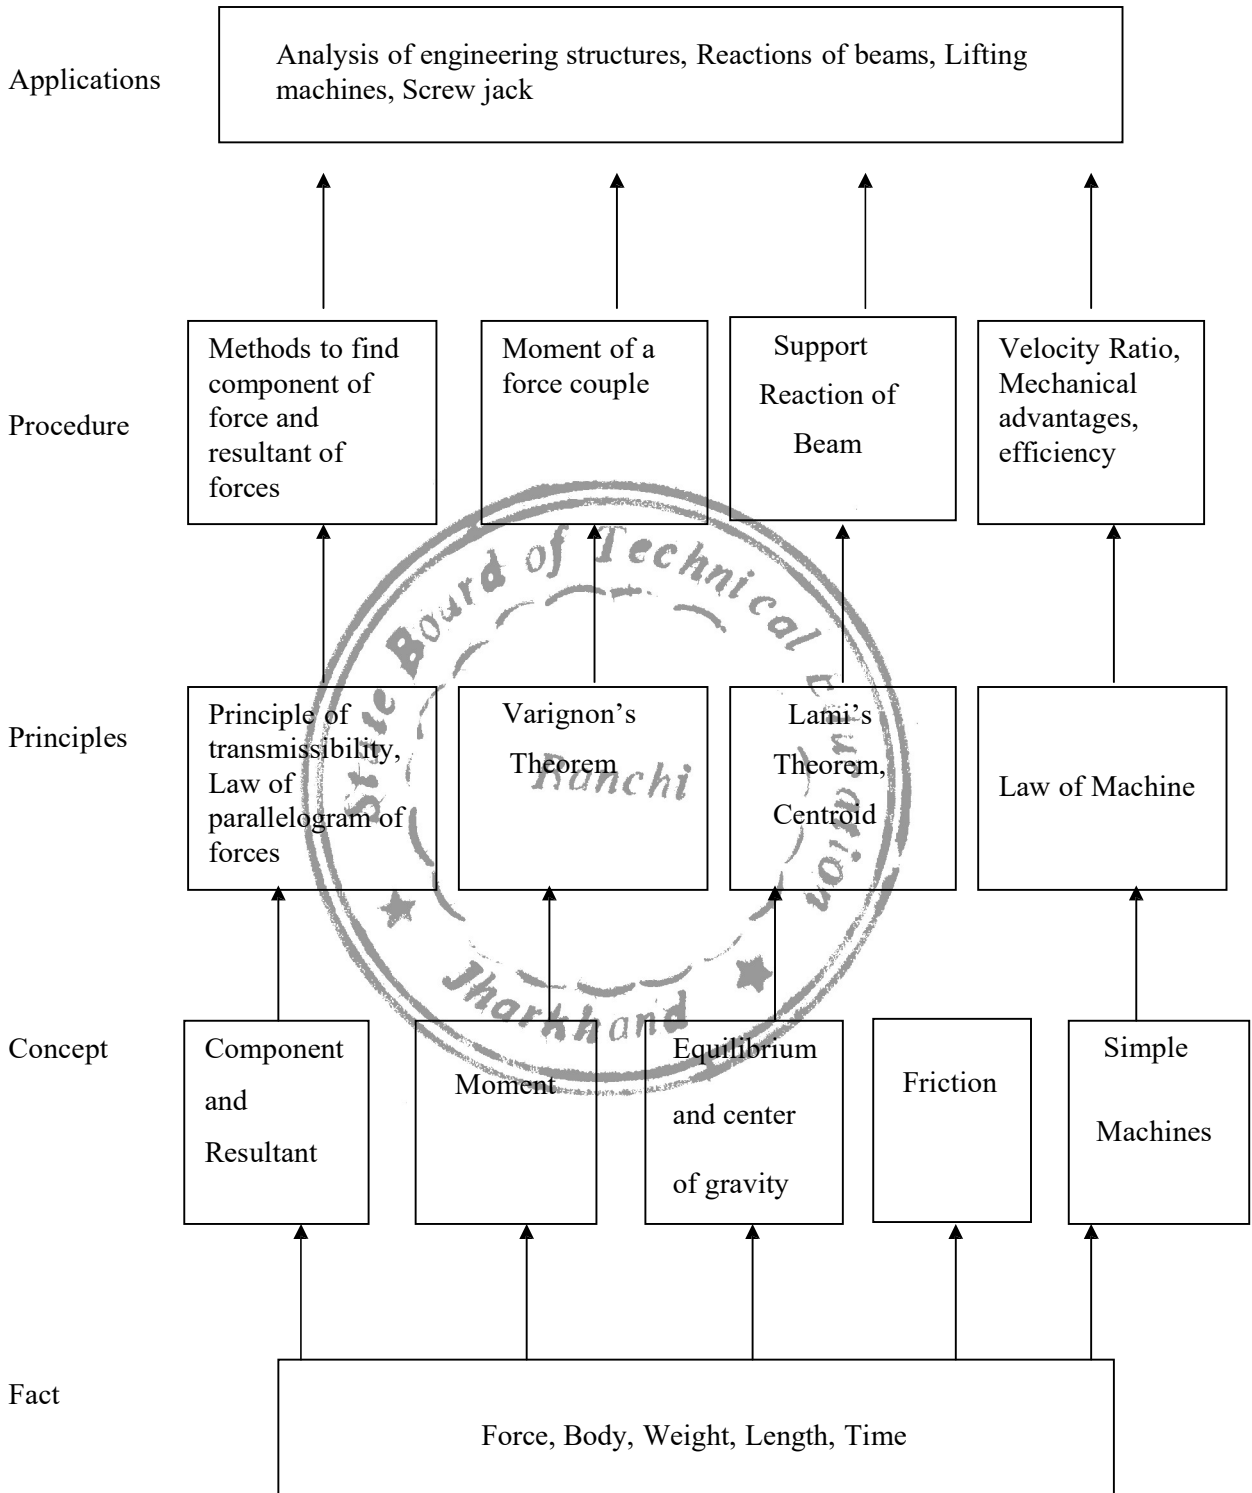 Applications
Analysis of engineering structures, Reactions of beams, Lifting
machines, Screw jack
Procedure
Methods to find
component of
force and
resultant of
forces
Moment of a
force couple
Support
Reaction of
Beam
Velocity Ratio,
Mechanical
advantages,
efficiency
Principles
Principle of
transmissibility,
Law of
parallelogram of
forces
Varignon’s
Theorem
Lami’s
Theorem,
Centroid
Law of Machine
Concept
Component
and
Resultant
Moment
Equilibrium
and center
of gravity
Friction
Simple
Machines
Fact
Force, Body, Weight, Length, Time
State Board of Technical Education
Ranchi
Jharkhand